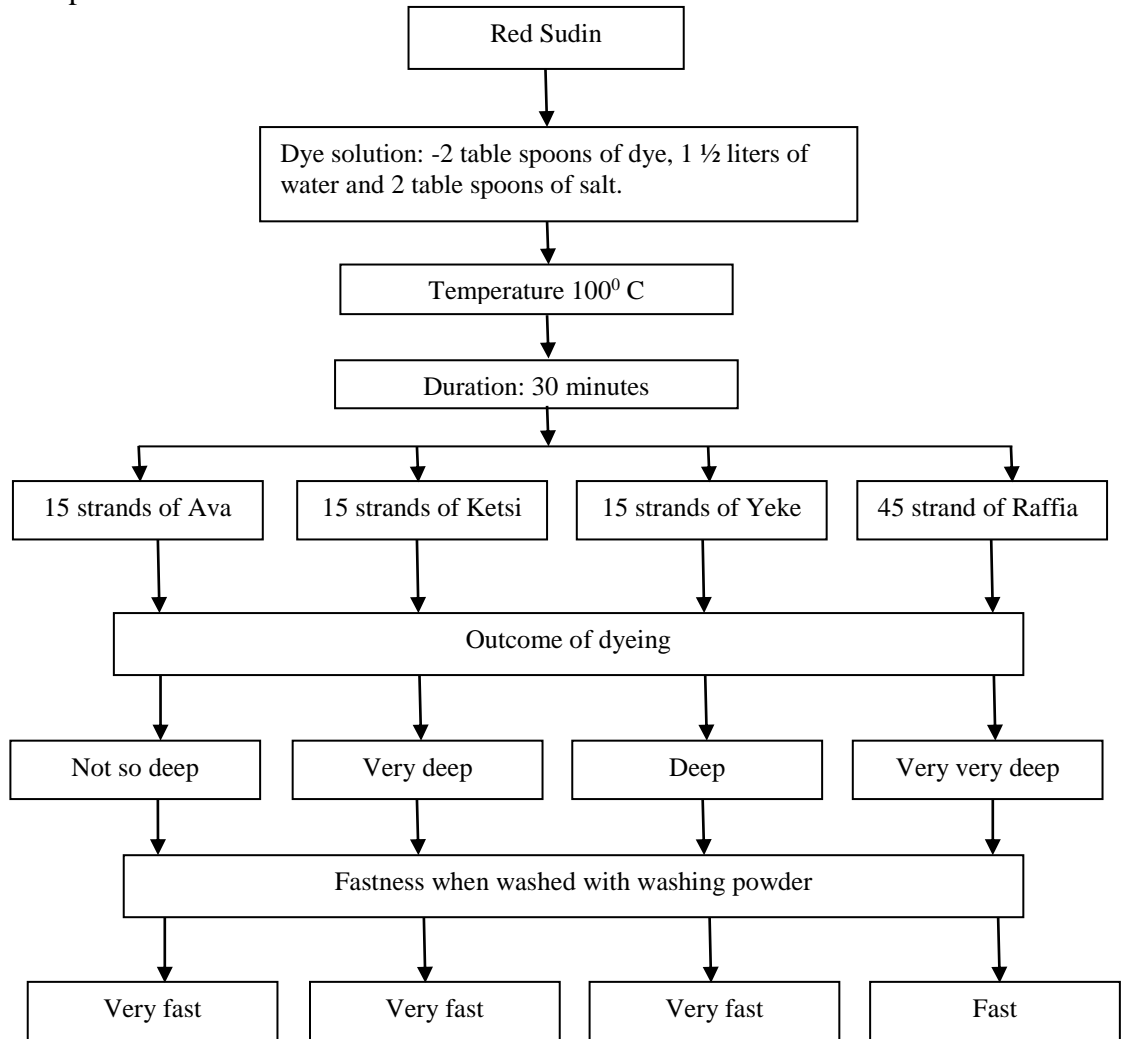 Red Sudin
Dye solution: -2 table spoons of dye, 1 ½ liters of
water and 2 table spoons of salt.
Temperature 100⁰ C
Duration: 30 minutes
15 strands of Ava
15 strands of Ketsi
15 strands of Yeke
45 strand of Raffia
Outcome of dyeing
Not so deep
Very deep
Deep
Very very deep
Fastness when washed with washing powder
Very fast
Very fast
Very fast
Fast